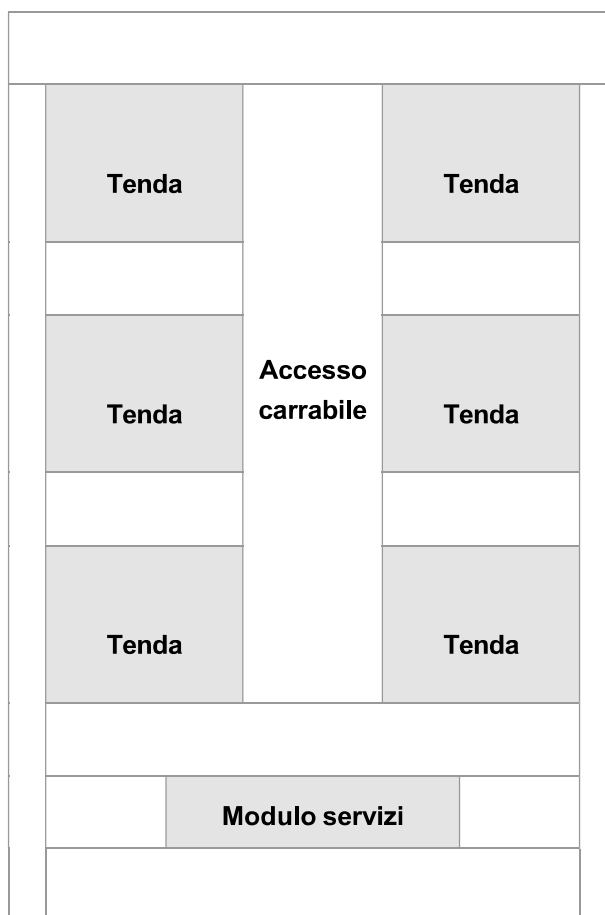 Tenda
Tenda
Accesso
carrabile
Tenda
Tenda
Tenda
Tenda
Modulo servizi